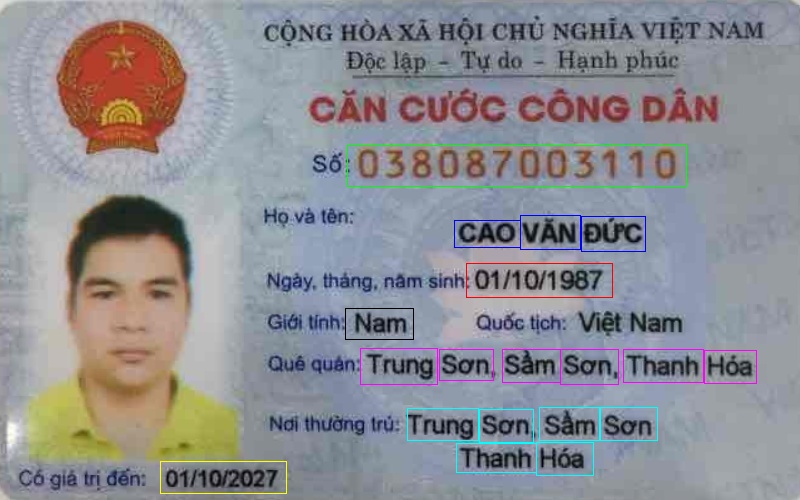 CỘNG HÒA XÃ HỘI CHỦ NGHĨA VIỆT NAM
Độc lập - Tự do - Hạnh phúc
CĂN CƯỚC CÔNG DÂN
Số: 038087003110
Họ và tên:
CAO VĂN ĐỨC
Ngày, tháng, năm sinh: 01/10/1987
Giới tính: Nam Quốc tịch: Việt Nam
Quê quán: Trung Sơn, Sầm Sơn, Thanh Hóa
Nơi thường trú: Trung Sơn, Sầm Sơn
Thanh Hóa
Có giá trị đến: 01/10/2027